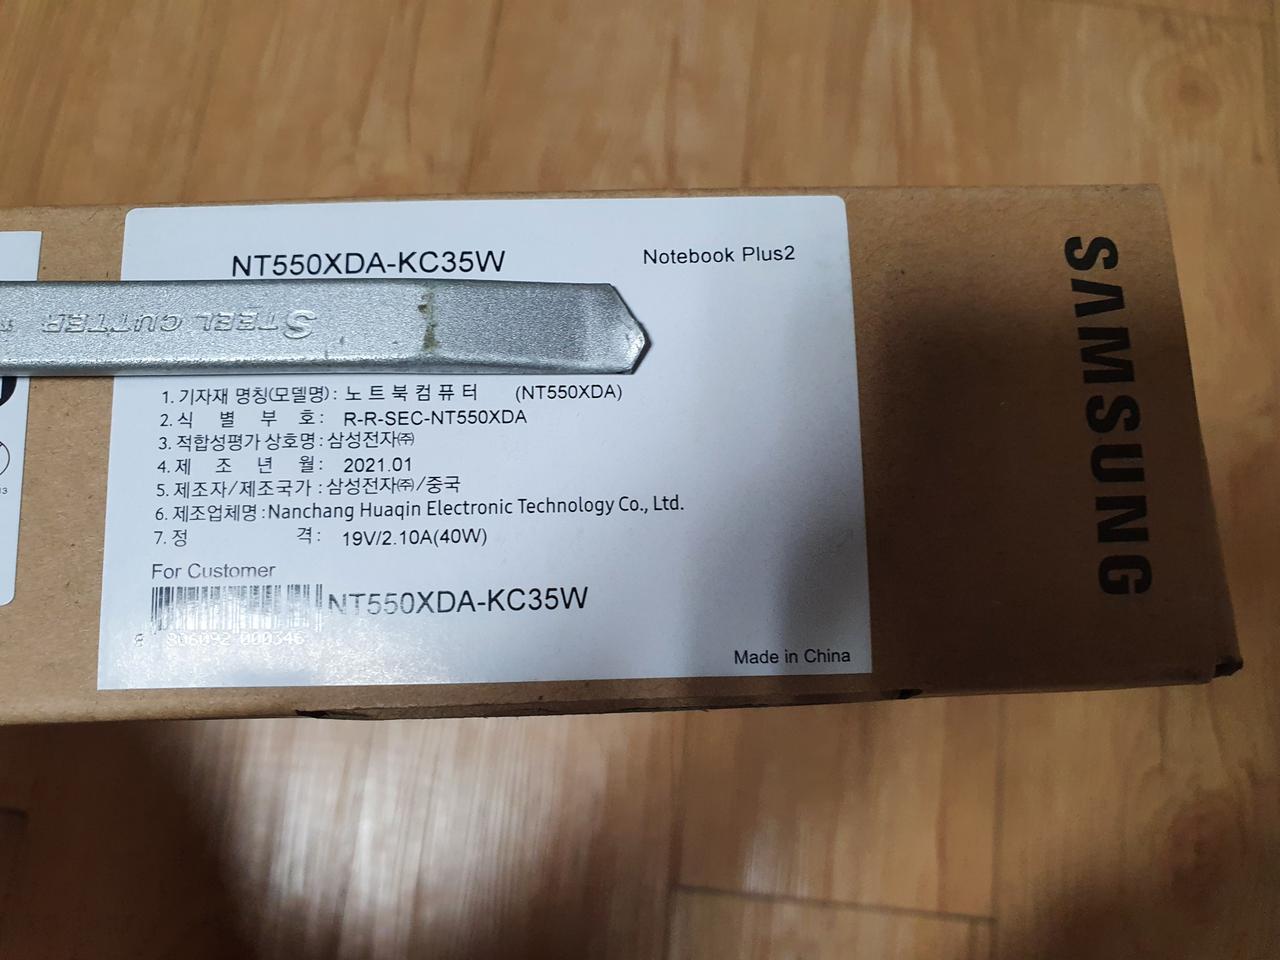 NT550XDA-KC35W
Notebook Plus2
STEEL CUTTER
1. 기자재 명칭(모델명) : 노 트 북 컴 퓨 터 (NT550XDA)
2. 식 별 부 호 : R-R-SEC-NT550XDA
3. 적합성평가 상호명 : 삼성전자㈜
4. 제 조 년 월 : 2021.01
5. 제조자/제조국가 : 삼성전자㈜/중국
6. 제조업체명 : Nanchang Huaqin Electronic Technology Co., Ltd.
7. 정 격 : 19V/2.10A(40W)
For Customer
NT550XDA-KC35W
8 806092 000346
Made in China
SAMSUNG